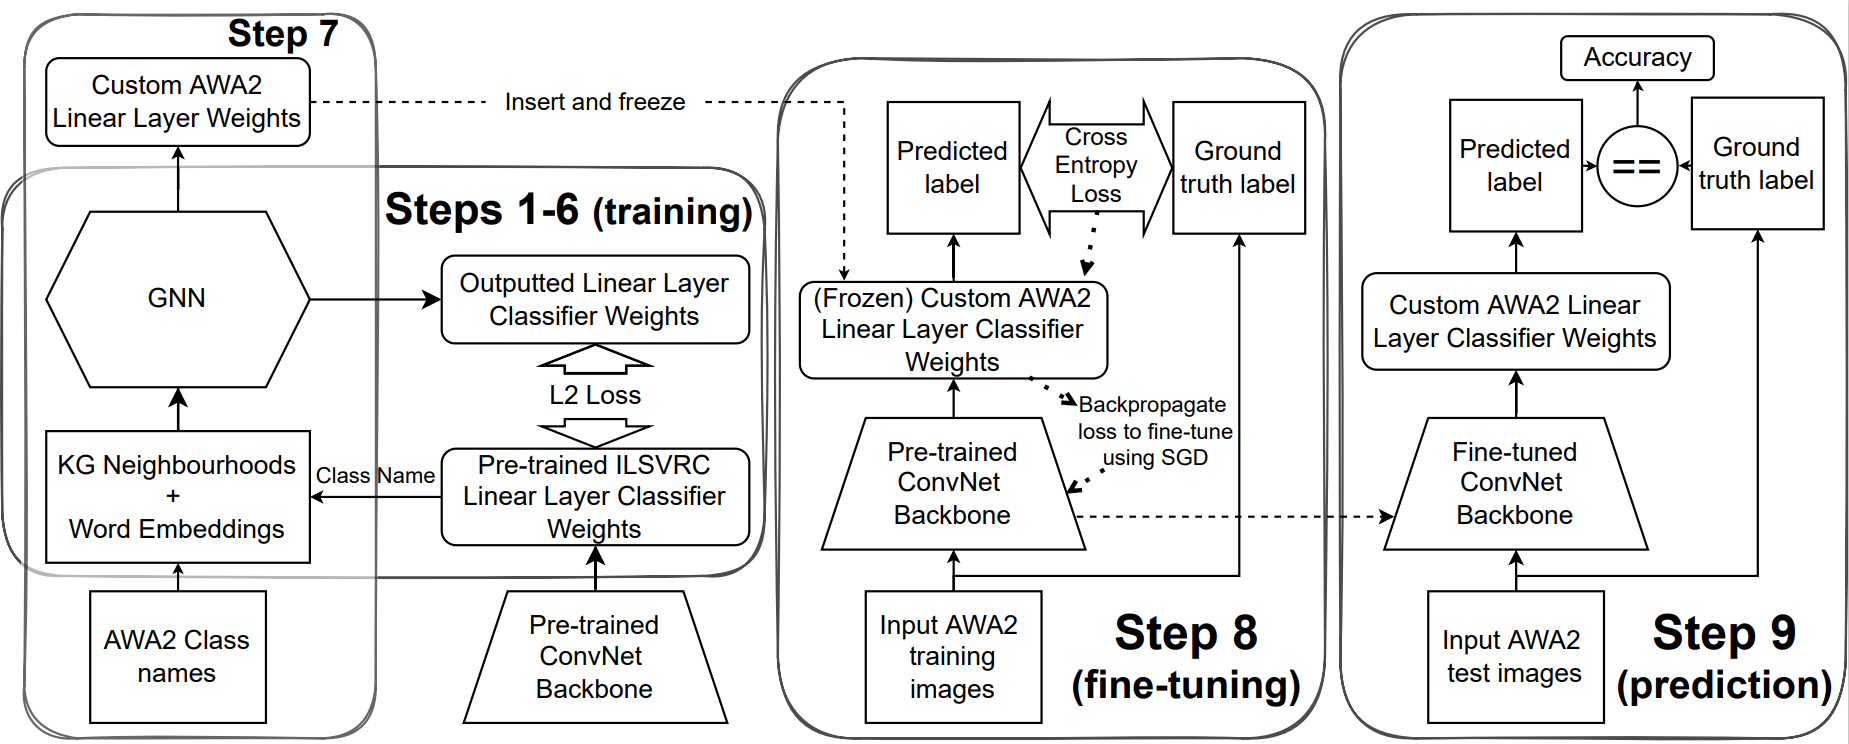 Step 7
Custom AWA2
Linear Layer Weights
Insert and freeze
Steps 1-6 (training)
GNN
Outputted Linear Layer
Classifier Weights
L2 Loss
KG Neighbourhoods
+
Word Embeddings
Class Name
Pre-trained ILSVRC
Linear Layer Classifier
Weights
AWA2 Class
names
Pre-trained
ConvNet
Backbone
Predicted
label
Cross
Entropy
Loss
Ground
truth label
(Frozen) Custom AWA2
Linear Layer Classifier
Weights
Backpropagate
loss to fine-tune
using SGD
Pre-trained
ConvNet
Backbone
Input AWA2
training
images
Step 8
(fine-tuning)
Accuracy
Predicted
label
==
Ground
truth label
Custom AWA2 Linear
Layer Classifier Weights
Fine-tuned
ConvNet
Backbone
Input AWA2
test images
Step 9
(prediction)